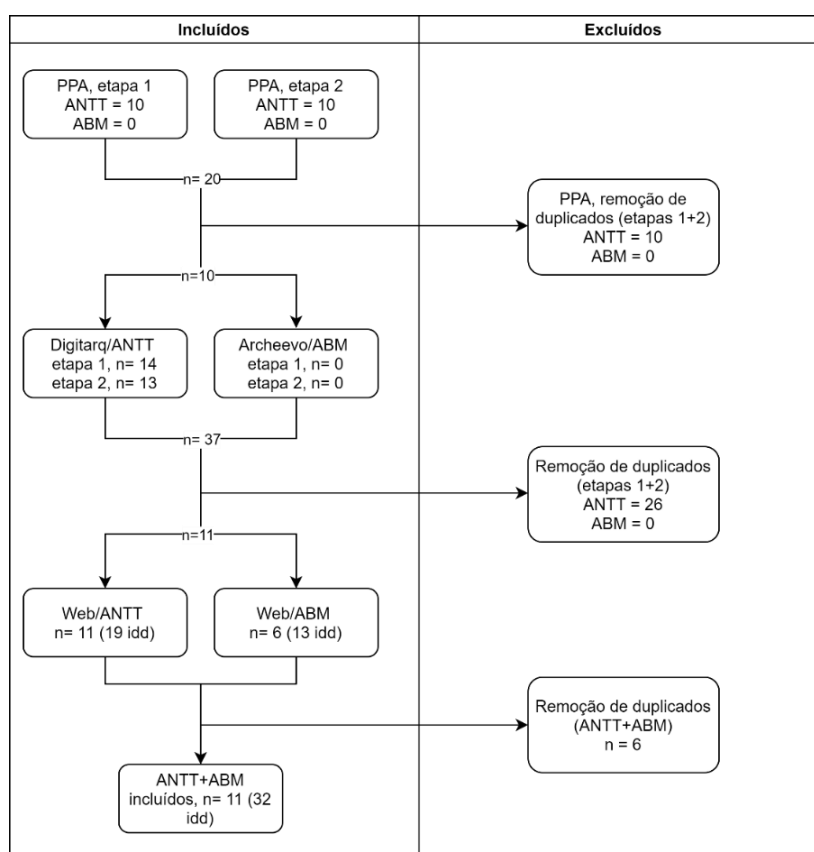 Incluídos
Excluídos
PPA, etapa 1
ANTT = 10
ABM = 0
PPA, etapa 2
ANTT = 10
ABM = 0
n= 20
PPA, remoção de
duplicados (etapas 1+2)
ANTT = 10
ABM = 0
n=10
Digitarq/ANTT
etapa 1, n= 14
etapa 2, n= 13
Archeevo/ABM
etapa 1, n= 0
etapa 2, n= 0
n= 37
Remoção de duplicados
(etapas 1+2)
ANTT = 26
ABM = 0
n=11
Web/ANTT
n= 11 (19 idd)
Web/ABM
n= 6 (13 idd)
Remoção de duplicados
(ANTT+ABM)
n = 6
ANTT+ABM
incluídos, n= 11 (32
idd)